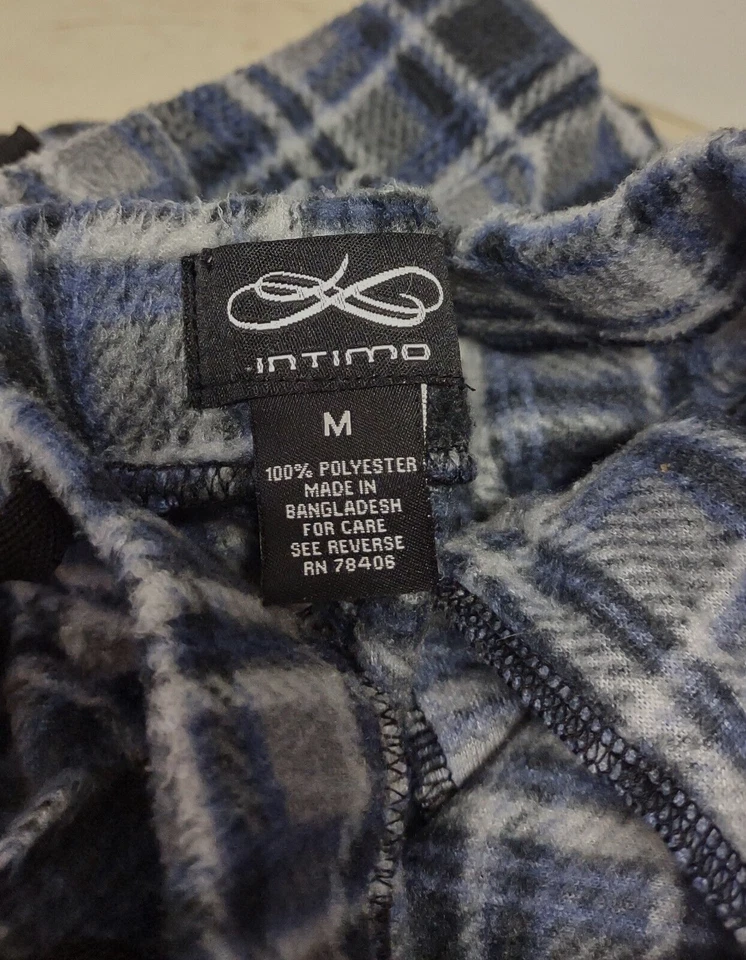 INTIMO
M
100% POLYESTER
MADE IN
BANGLADESH
FOR CARE
SEE REVERSE
RN 78406